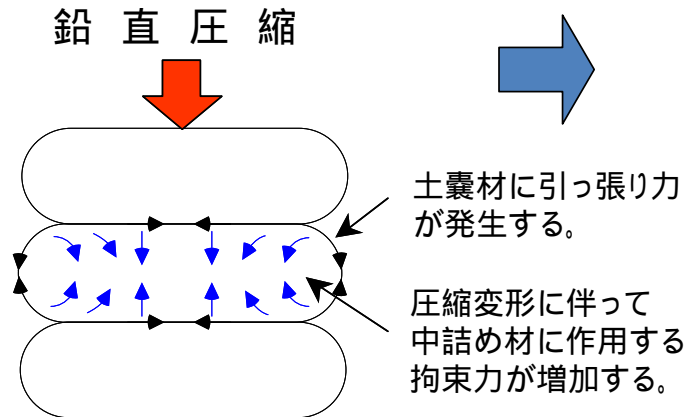 鉛直圧縮
土嚢材に引っ張り力
が発生する。
圧縮変形に伴って
中詰め材に作用する
拘束力が増加する。